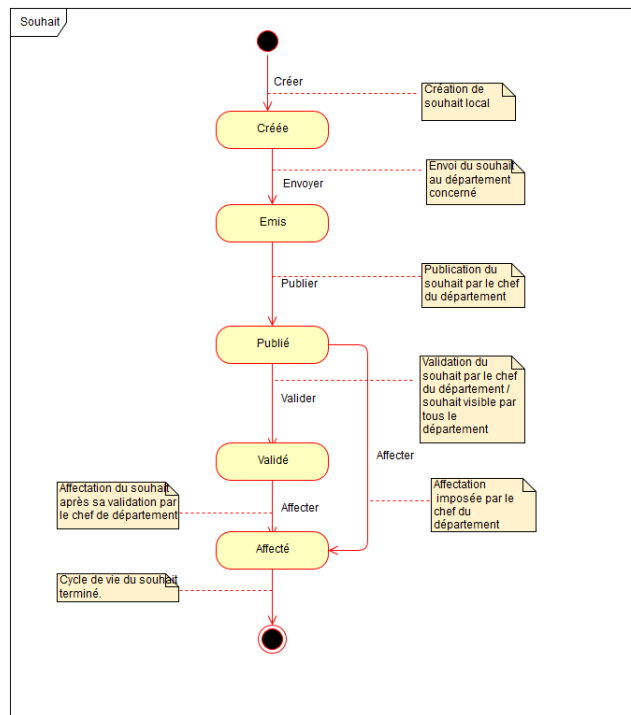 Souhait
Créer
Création de
souhait local
Créée
Envoi du souhait
au département
concerné
Envoyer
Emis
Publication du
souhait par le chef
du département
Publier
Publié
Validation du
souhait par le chef
du département /
souhait visible par
tous le
département
Valider
Affecter
Validé
Affectation du souhait
après sa validation par
le chef de département
Affecter
Affectation
imposée par le
chef du
département
Affecté
Cycle de vie du souhait
terminé.